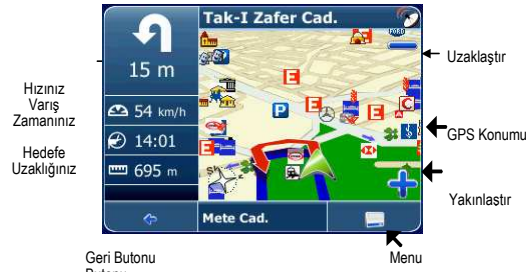 Tak-I Zafer Cad.
FORD
15 m
Uzaklaştır
Hızınız
Varış
Zamanınız
54 km/h
E
E
E
C
P
14:01
GPS Konumu
Hedefe
Uzaklığınız
E
695 m
Yakınlaştır
Mete Cad.
Geri Butonu
Menu